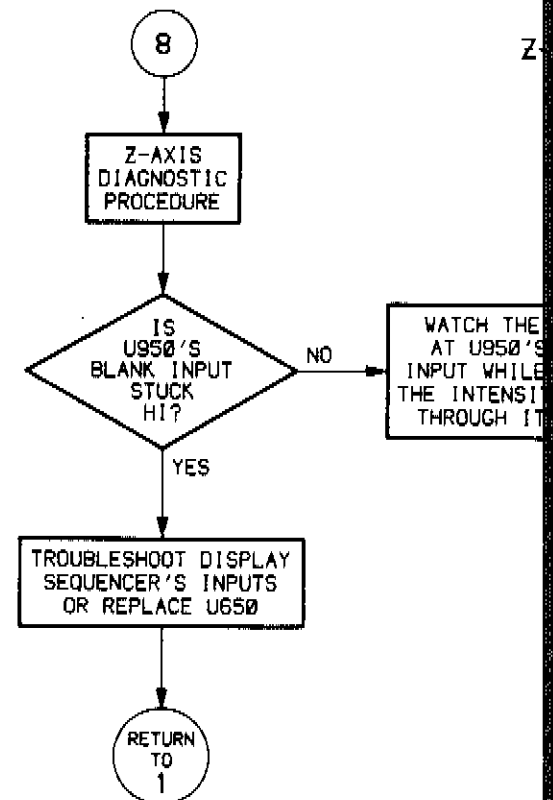 8
Z-
Z-AXIS
DIAGNOSTIC
PROCEDURE
IS
U950'S
BLANK INPUT
STUCK
HI?
NO
WATCH THE
AT U950'S
INPUT WHILE
THE INTENSI
THROUGH IT
YES
TROUBLESHOOT DISPLAY
SEQUENCER'S INPUTS
OR REPLACE U650
RETURN
TO
1